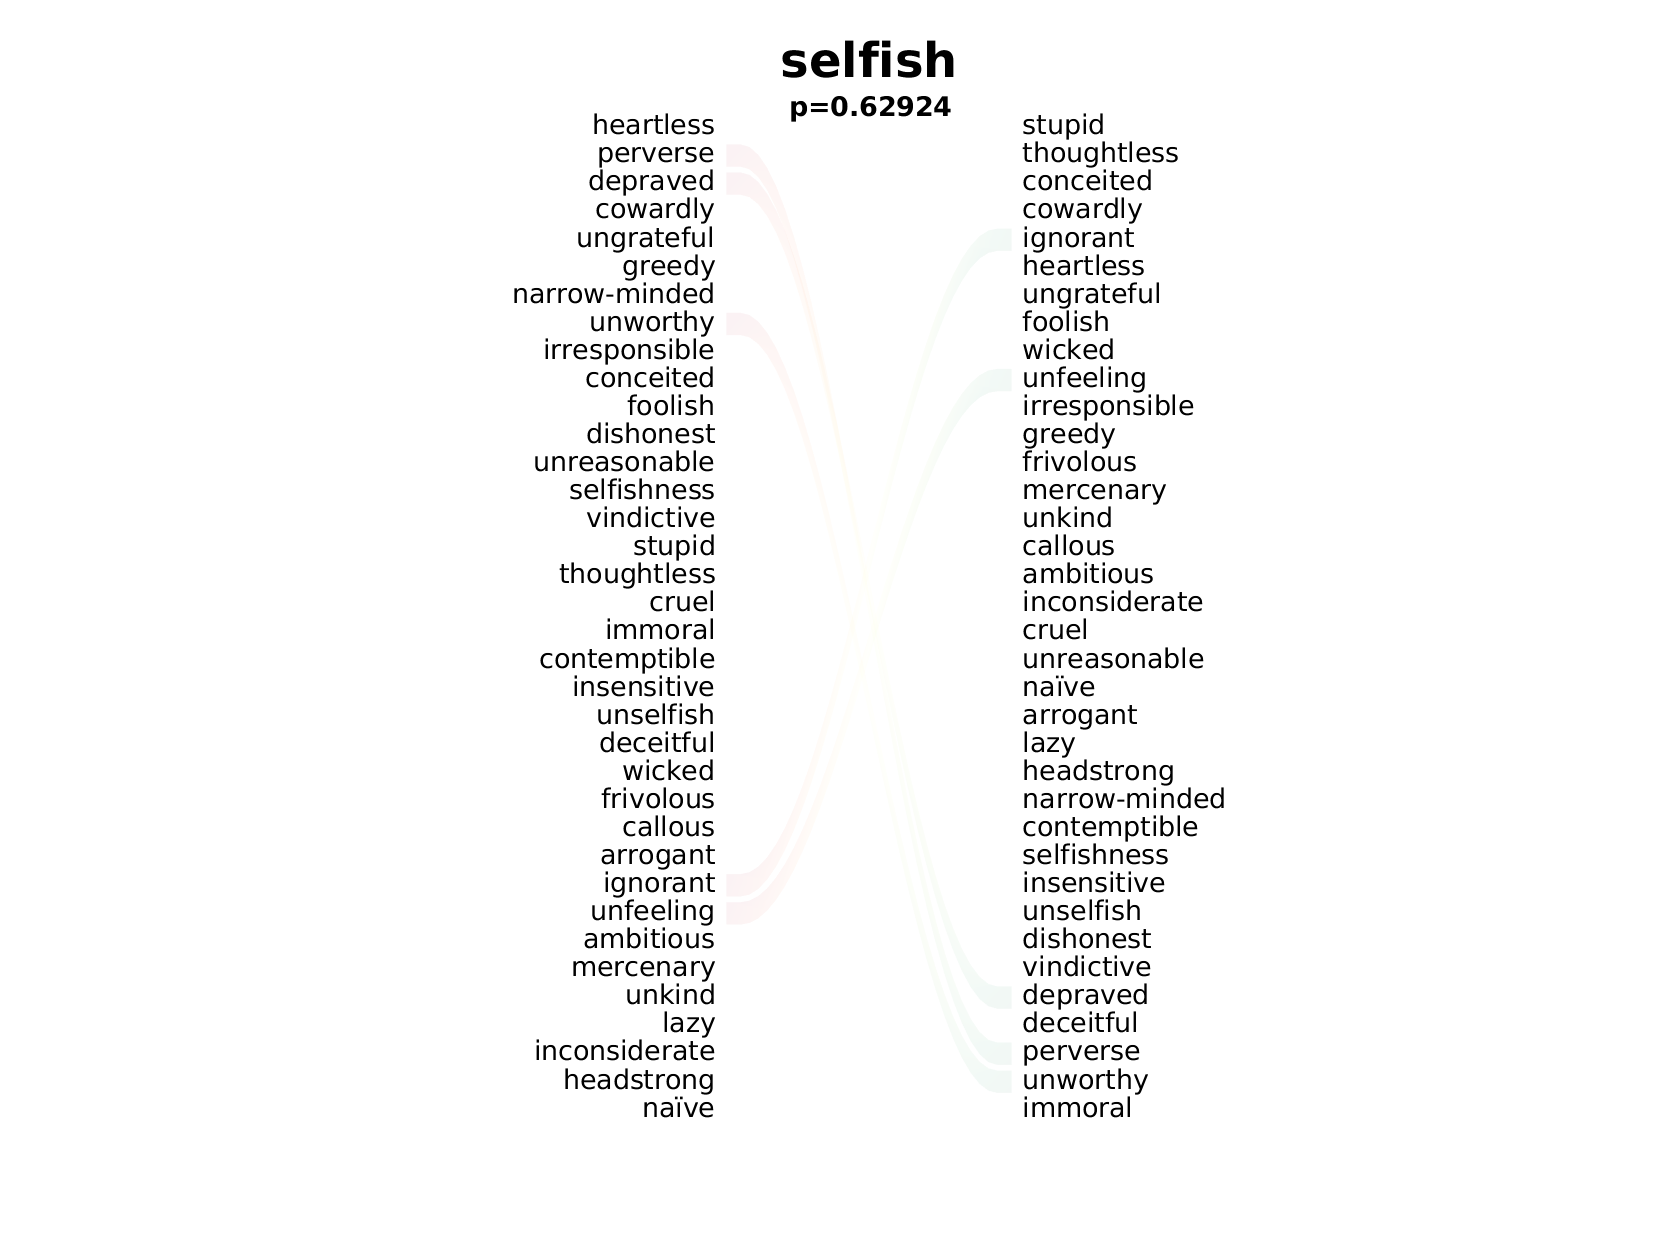 selfish
p=0.62924
heartless
perverse
depraved
cowardly
ungrateful
greedy
narrow-minded
unworthy
irresponsible
conceited
foolish
dishonest
unreasonable
selfishness
vindictive
stupid
thoughtless
cruel
immoral
contemptible
insensitive
unselfish
deceitful
wicked
frivolous
callous
arrogant
ignorant
unfeeling
ambitious
mercenary
unkind
lazy
inconsiderate
headstrong
naïve
stupid
thoughtless
conceited
cowardly
ignorant
heartless
ungrateful
foolish
wicked
unfeeling
irresponsible
greedy
frivolous
mercenary
unkind
callous
ambitious
inconsiderate
cruel
unreasonable
naïve
arrogant
lazy
headstrong
narrow-minded
contemptible
selfishness
insensitive
unselfish
dishonest
vindictive
depraved
deceitful
perverse
unworthy
immoral